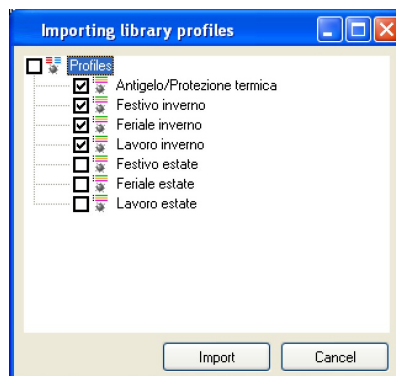 Importing library profiles
Profiles
Antigelo/Protezione termica
Festivo inverno
Feriale inverno
Lavoro inverno
Festivo estate
Feriale estate
Lavoro estate
Import Cancel